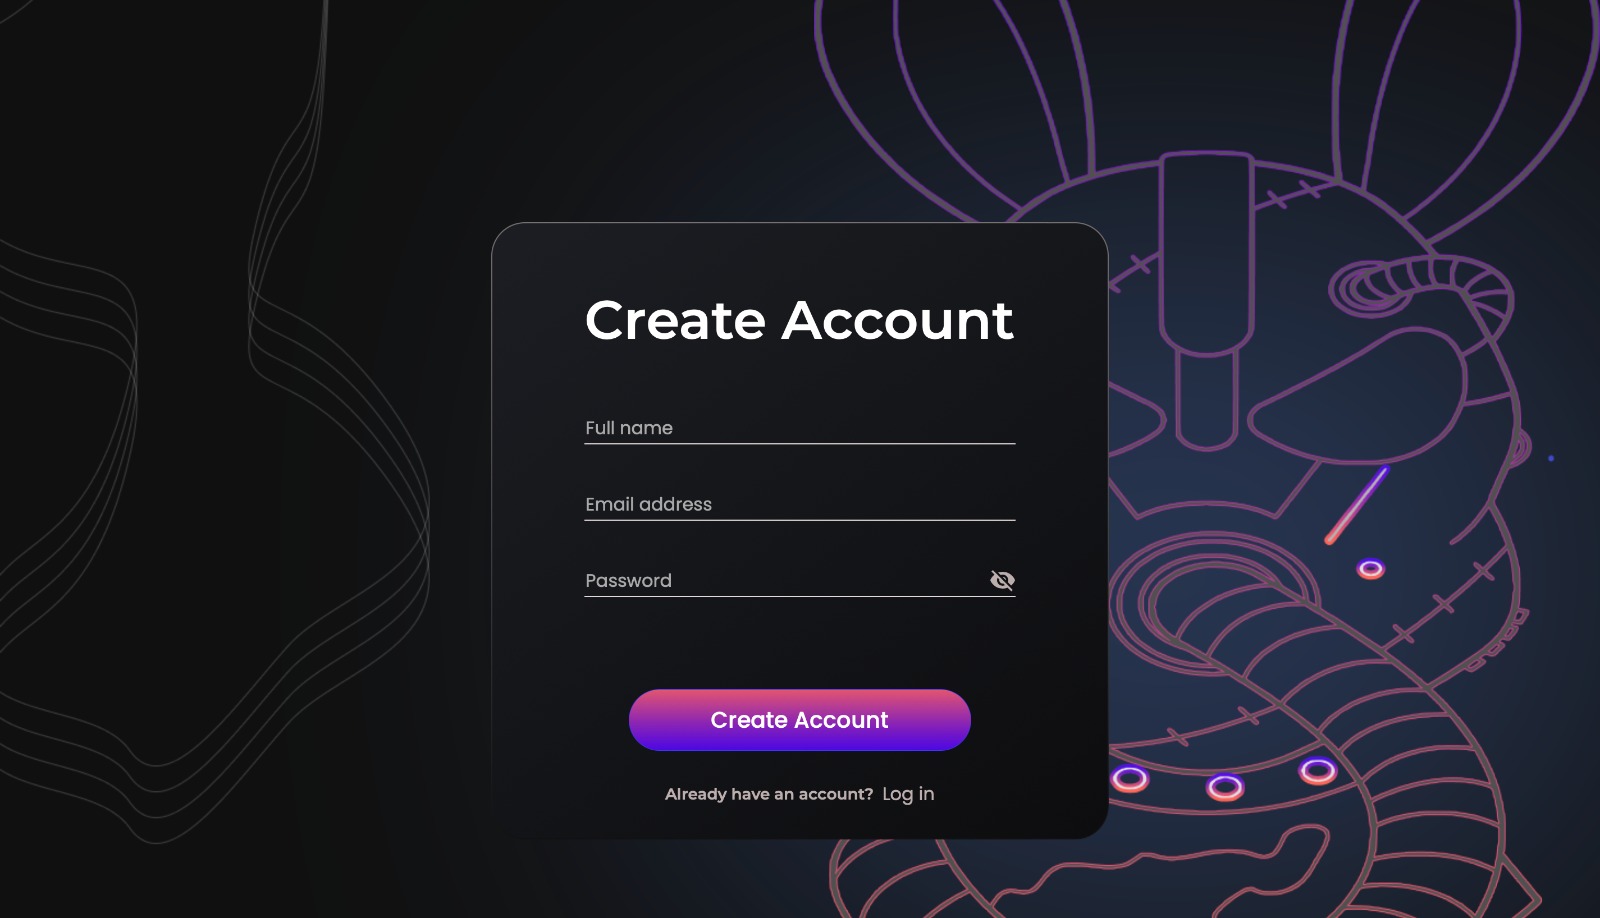 Create Account
Full name
Email address
Password
Create Account
Already have an account? Log in